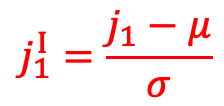 j₁ᴵ = (j₁ − μ) / σ